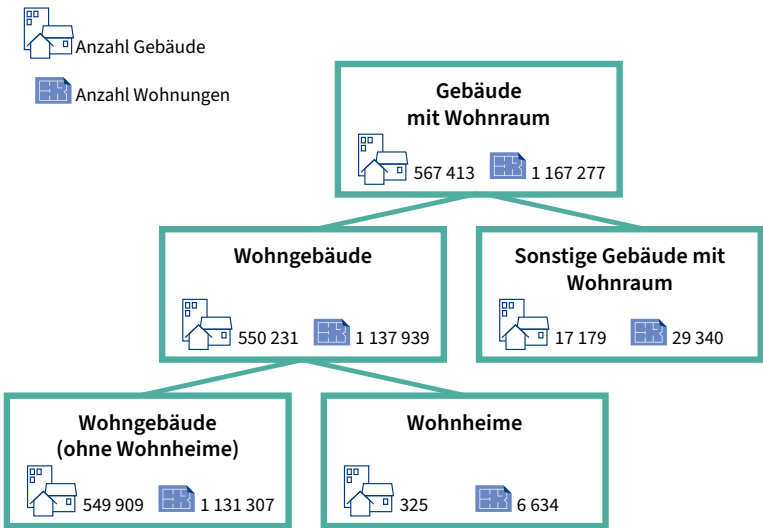 Anzahl Gebäude
Anzahl Wohnungen
Gebäude
mit Wohnraum
567 413 1 167 277
Wohngebäude
550 231 1 137 939
Sonstige Gebäude mit
Wohnraum
17 179 29 340
Wohngebäude
(ohne Wohnheime)
549 909 1 131 307
Wohnheime
325 6 634